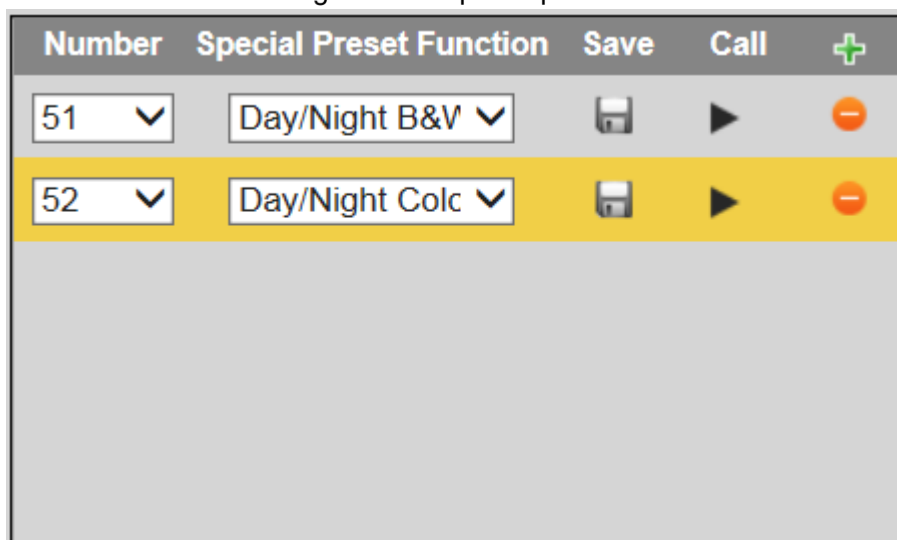 Number Special Preset Function Save Call
51 Day/Night B&W
52 Day/Night Colc